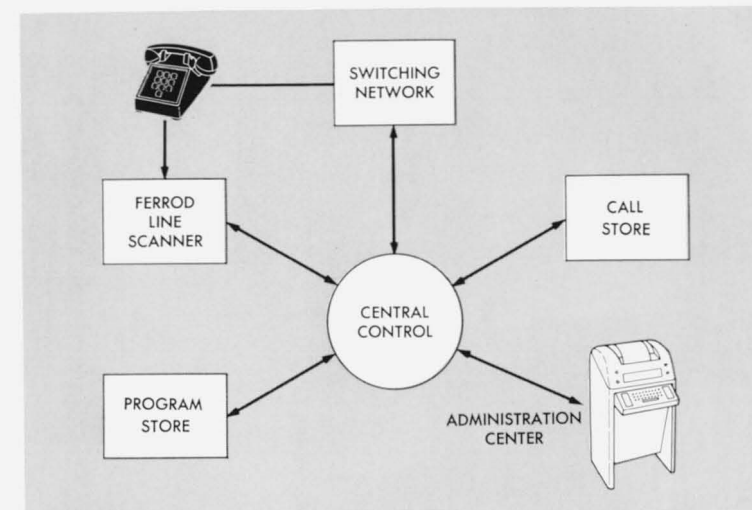 SWITCHING
NETWORK
FERROD
LINE
SCANNER
CALL
STORE
CENTRAL
CONTROL
PROGRAM
STORE
ADMINISTRATION
CENTER